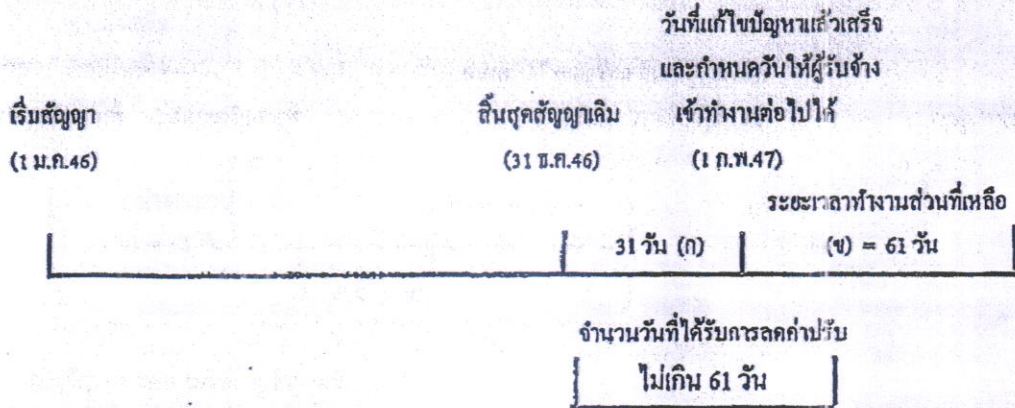 วันที่แก้ไขปัญหาแล้วเสร็จ
และกำหนดวันให้ผู้รับจ้าง
เริ่มสัญญา สิ้นสุดสัญญาเดิม เข้าทำงานต่อไปได้
(1 ม.ค.46) (31 ธ.ค.46) (1 ก.พ.47)
ระยะเวลาทำงานส่วนที่เหลือ
31 วัน (ก) (ข) = 61 วัน
จำนวนวันที่ได้รับการลดค่าปรับ
ไม่เกิน 61 วัน